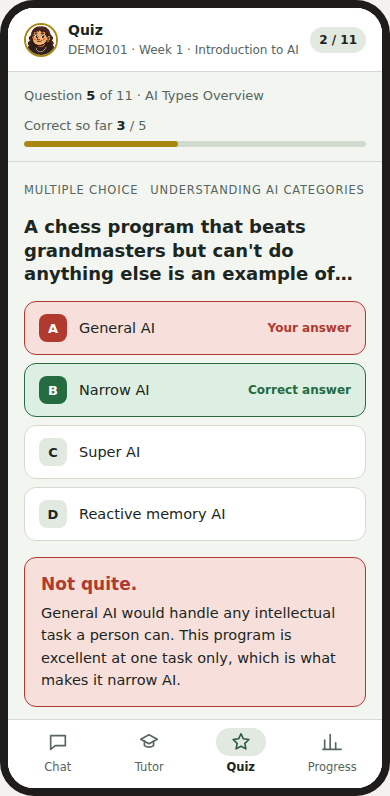 Quiz
DEMO101 · Week 1 · Introduction to AI
2 / 11
Question 5 of 11 · AI Types Overview
Correct so far 3 / 5
MULTIPLE CHOICE UNDERSTANDING AI CATEGORIES
A chess program that beats
grandmasters but can't do
anything else is an example of…
A General AI Your answer
B Narrow AI Correct answer
C Super AI
D Reactive memory AI
Not quite.
General AI would handle any intellectual
task a person can. This program is
excellent at one task only, which is what
makes it narrow AI.
Chat Tutor Quiz Progress